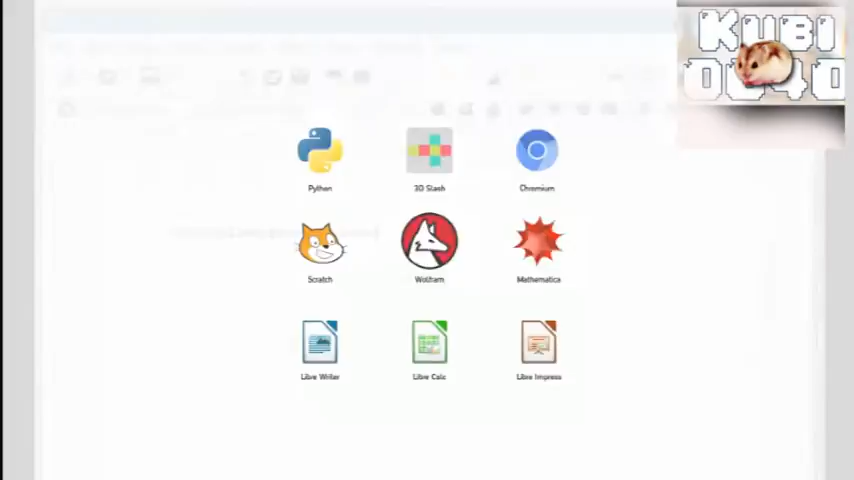 KUBI
0040
Python
3D Slash
Chromium
Scratch
Wolfram
Mathematica
Libre Writer
Libre Calc
Libre Impress